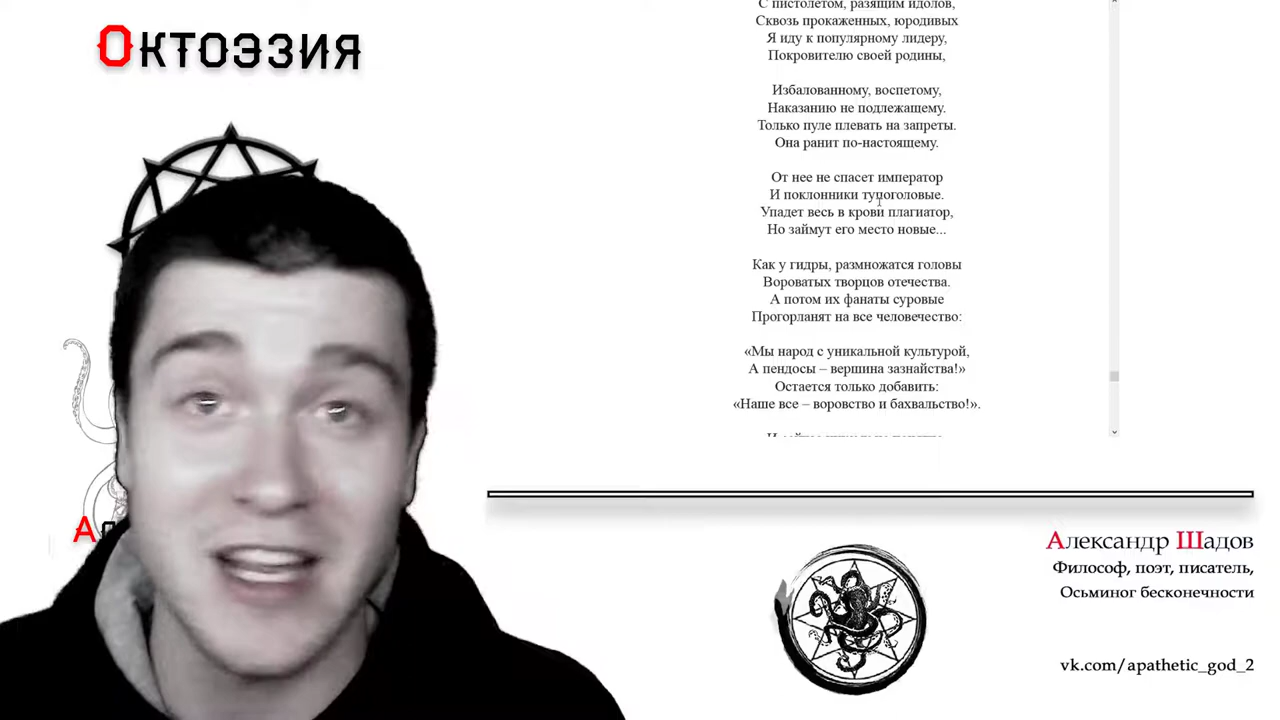 Октоэзия
С пистолетом, разящим идолов,
Сквозь прокаженных, юродивых
Я иду к популярному лидеру,
Покровителю своей родины,
Избалованному, воспетому,
Наказанию не подлежащему.
Только пуле плевать на запреты.
Она ранит по-настоящему.
От нее не спасет император
И поклонники тупоголовые.
Упадет весь в крови плагиатор,
Но займут его место новые...
Как у гидры, размножатся головы
Вороватых творцов отечества.
А потом их фанаты суровые
Прогорланят на все человечество:
«Мы народ с уникальной культурой,
А пендосы – вершина зазнайства!»
Остается только добавить:
«Наше все – воровство и бахвальство!».
Александр Шадов
Философ, поэт, писатель,
Осьминог бесконечности
vk.com/apathetic_god_2